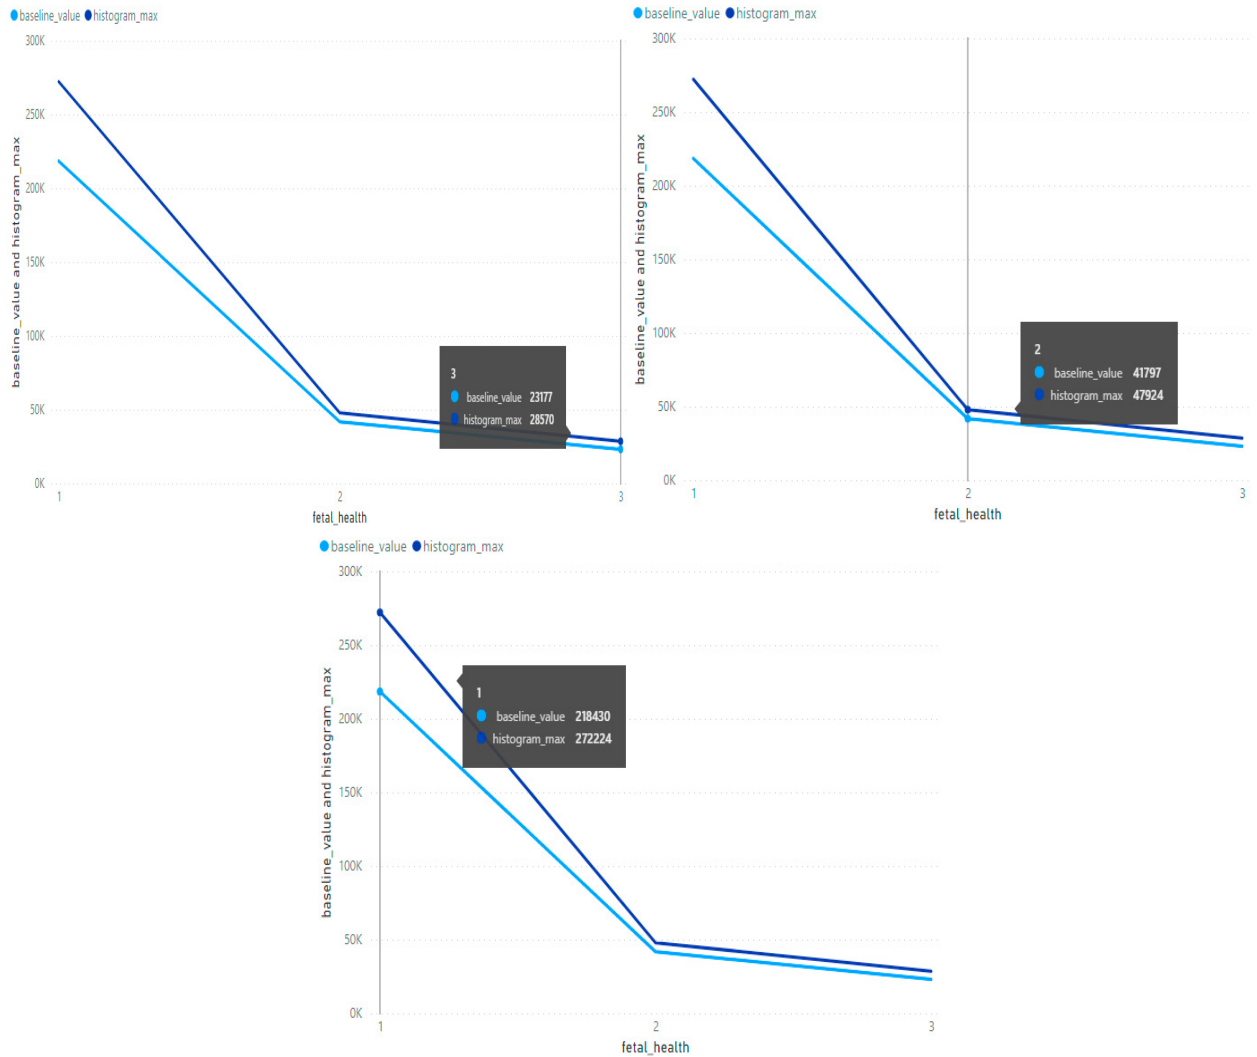 baseline_value histogram_max
300K
250K
200K
150K
100K
50K
0K
baseline_value and histogram_max
3
baseline_value 23177
histogram_max 28570
1 2 3
fetal_health
baseline_value histogram_max
300K
250K
200K
150K
100K
50K
0K
baseline_value and histogram_max
2
baseline_value 41797
histogram_max 47924
1 2 3
fetal_health
baseline_value histogram_max
300K
250K
200K
150K
100K
50K
0K
baseline_value and histogram_max
1
baseline_value 218430
histogram_max 272224
1 2 3
fetal_health